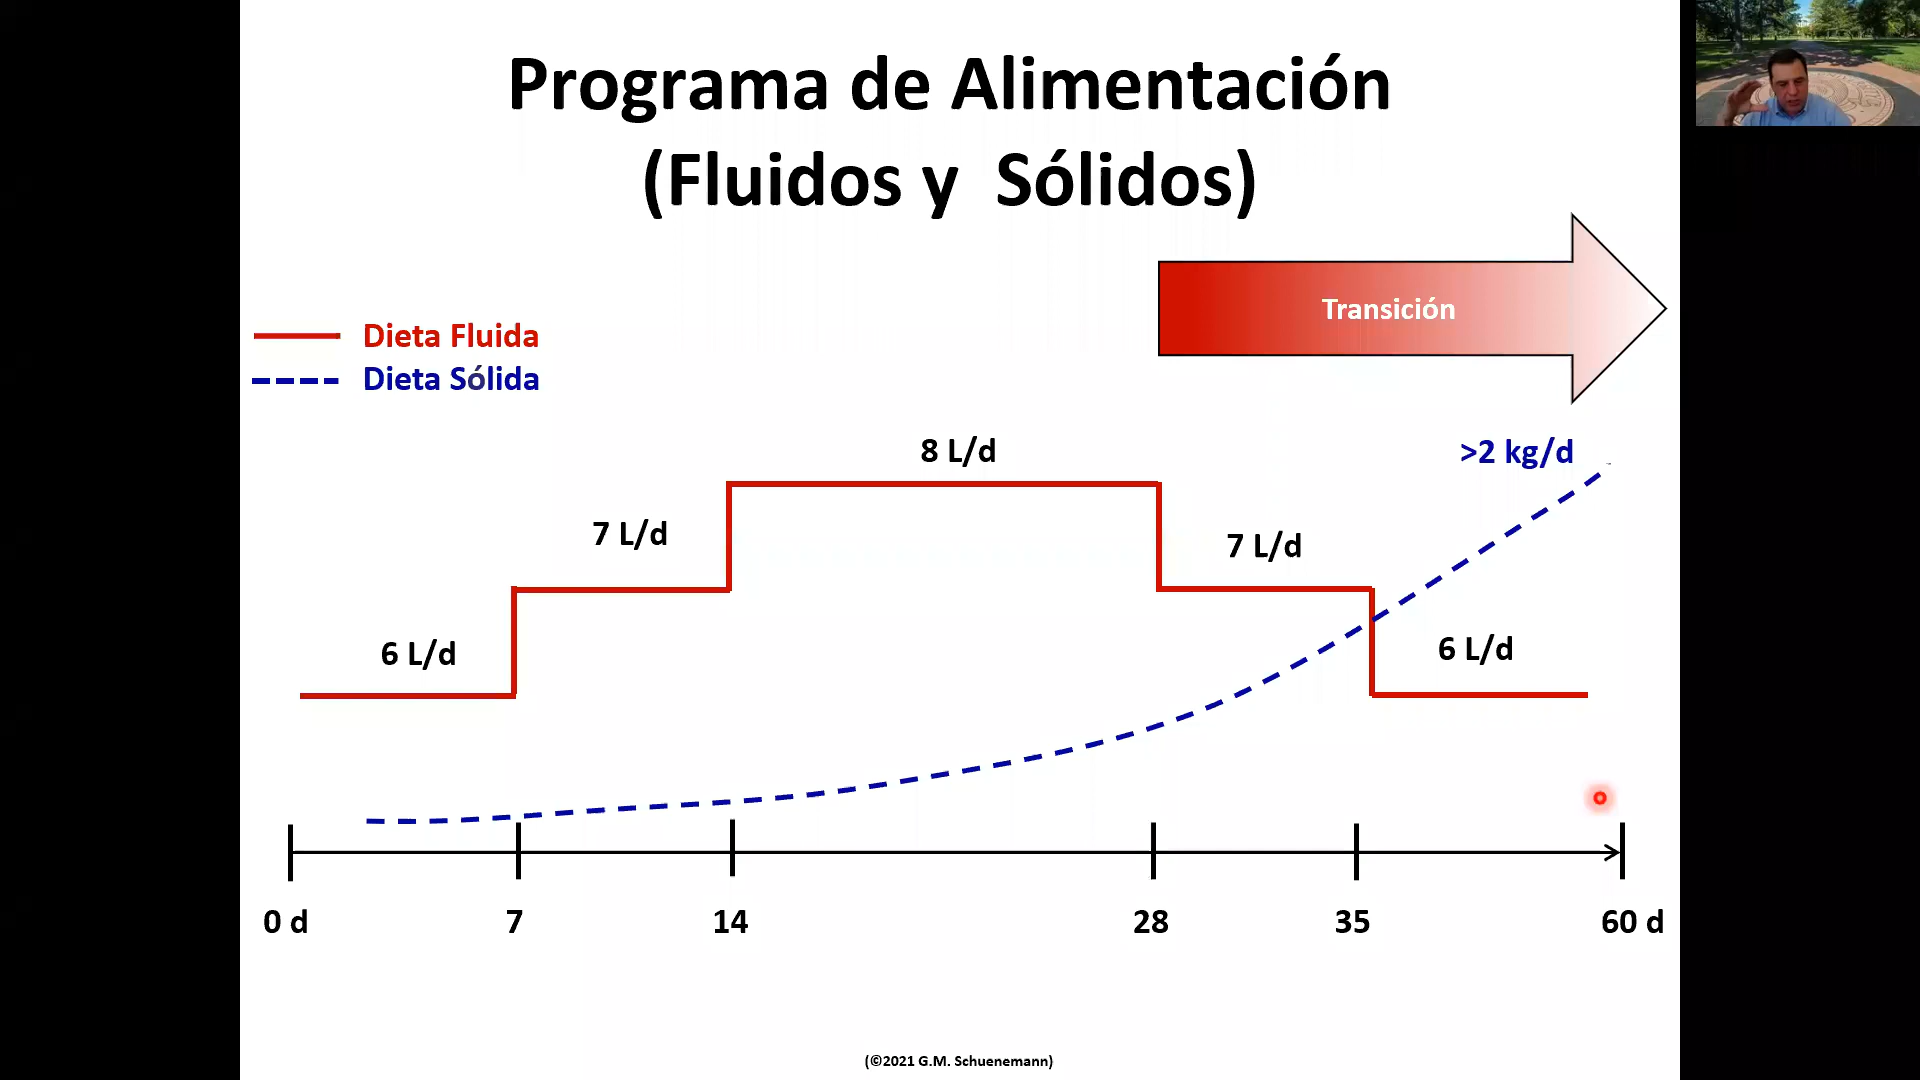 Programa de Alimentación
(Fluidos y Sólidos)
Transición
Dieta Fluida
Dieta Sólida
8 L/d
>2 kg/d
7 L/d
7 L/d
6 L/d
6 L/d
0 d 7 14 28 35 60 d
(©2021 G.M. Schuenemann)